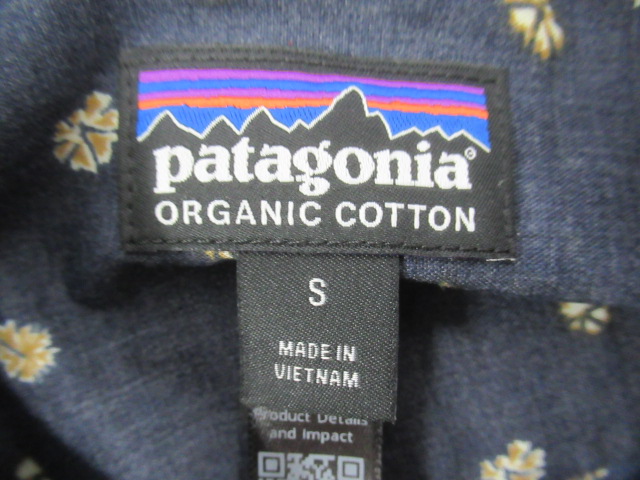 patagonia®
ORGANIC COTTON
S
MADE IN
VIETNAM
Product Details
and Impact